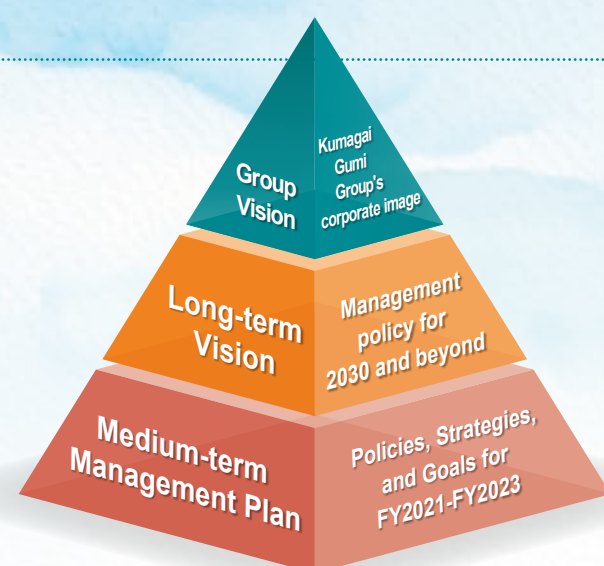 Group
Vision
Kumagai
Gumi
Group's
corporate image
Long-term
Vision
Management
policy for
2030 and beyond
Medium-term
Management Plan
Policies, Strategies,
and Goals for
FY2021-FY2023